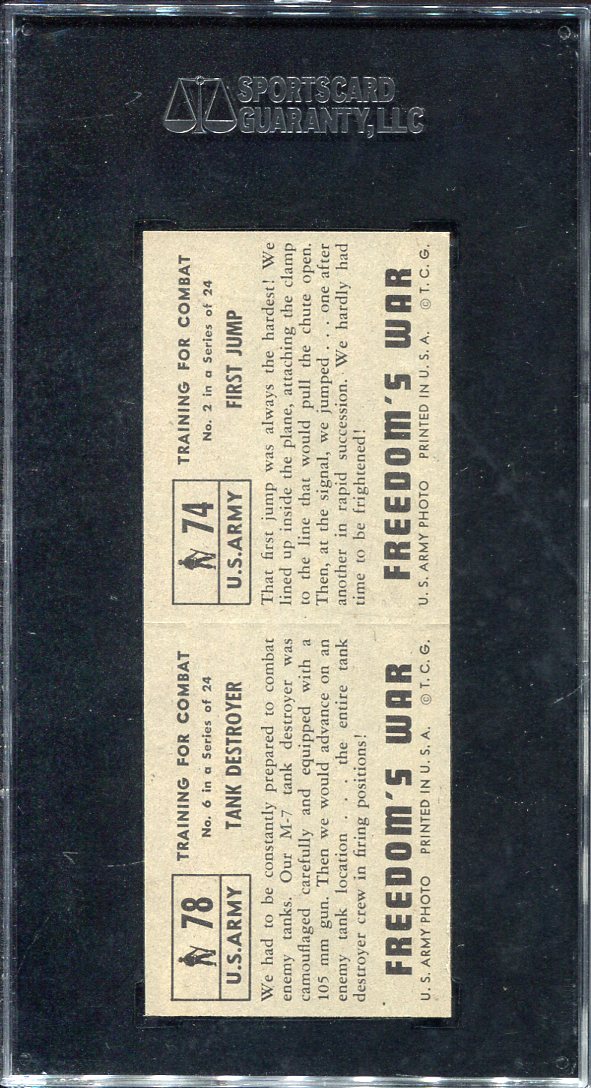 SPORTSCARD
GUARANTY, LLC
78
U.S.ARMY
TRAINING FOR COMBAT
No. 6 in a Series of 24
TANK DESTROYER
We had to be constantly prepared to combat
enemy tanks. Our M-7 tank destroyer was
camouflaged carefully and equipped with a
105 mm gun. Then we would advance on an
enemy tank location . . . the entire tank
destroyer crew in firing positions!
FREEDOM'S WAR
U. S. ARMY PHOTO PRINTED IN U. S. A. © T. C. G.
74
U.S.ARMY
TRAINING FOR COMBAT
No. 2 in a Series of 24
FIRST JUMP
That first jump was always the hardest! We
lined up inside the plane, attaching the clamp
to the line that would pull the chute open.
Then, at the signal, we jumped . . . one after
another in rapid succession. We hardly had
time to be frightened!
FREEDOM'S WAR
U. S. ARMY PHOTO PRINTED IN U. S. A. © T. C. G.